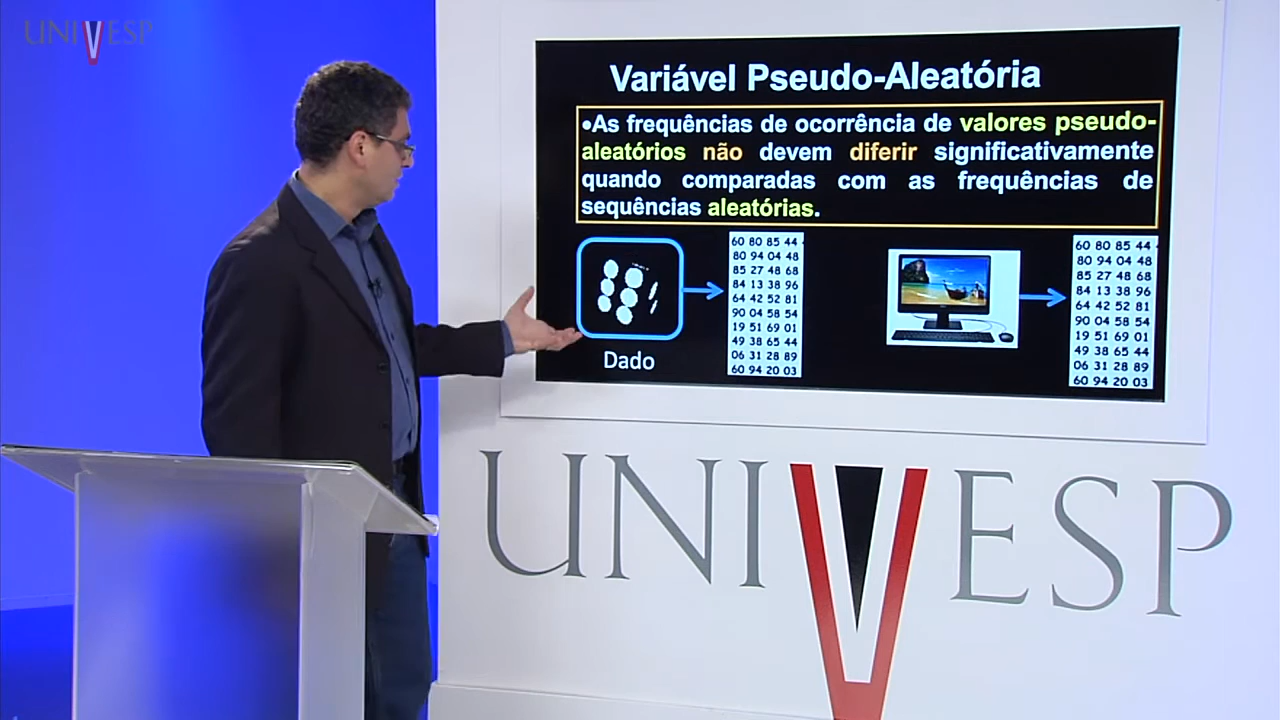 UNIVESP
Variável Pseudo-Aleatória
•As frequências de ocorrência de valores pseudo-
aleatórios não devem diferir significativamente
quando comparadas com as frequências de
sequências aleatórias.
60 80 85 44
80 94 04 48
85 27 48 68
84 13 38 96
64 42 52 81
90 04 58 54
19 51 69 01
49 38 65 44
06 31 28 89
60 94 20 03
Dado
60 80 85 44
80 94 04 48
85 27 48 68
84 13 38 96
64 42 52 81
90 04 58 54
19 51 69 01
49 38 65 44
06 31 28 89
60 94 20 03
UNIVESP